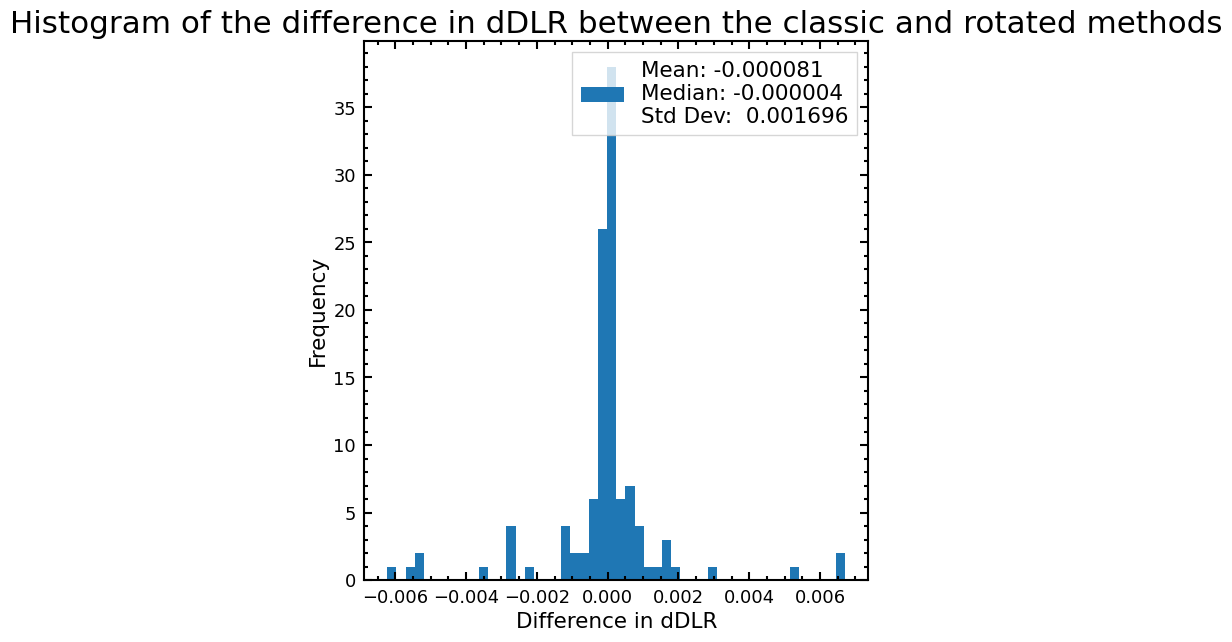 Histogram of the difference in dDLR between the classic and rotated methods
Mean: -0.000081
Median: -0.000004
Std Dev:  0.001696
35
30
25
20
15
10
5
0
Frequency
−0.006 −0.004 −0.002 0.000 0.002 0.004 0.006
Difference in dDLR